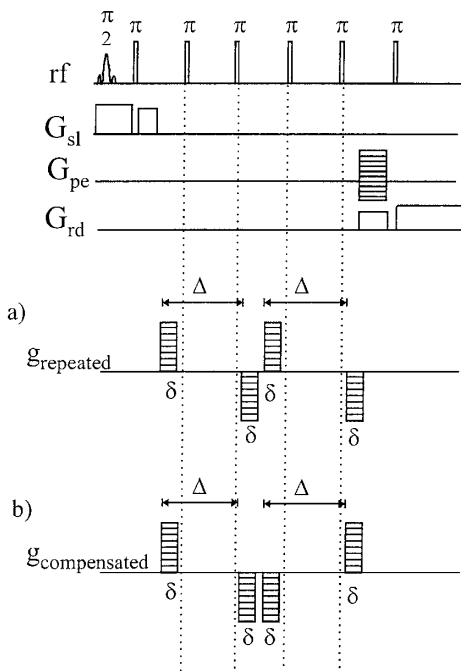 π
2 π π π π π π
rf
G_sl
G_pe
G_rd
Δ Δ
a)
g_repeated
δ δ δ δ
Δ Δ
b)
g_compensated
δ δ δ δ